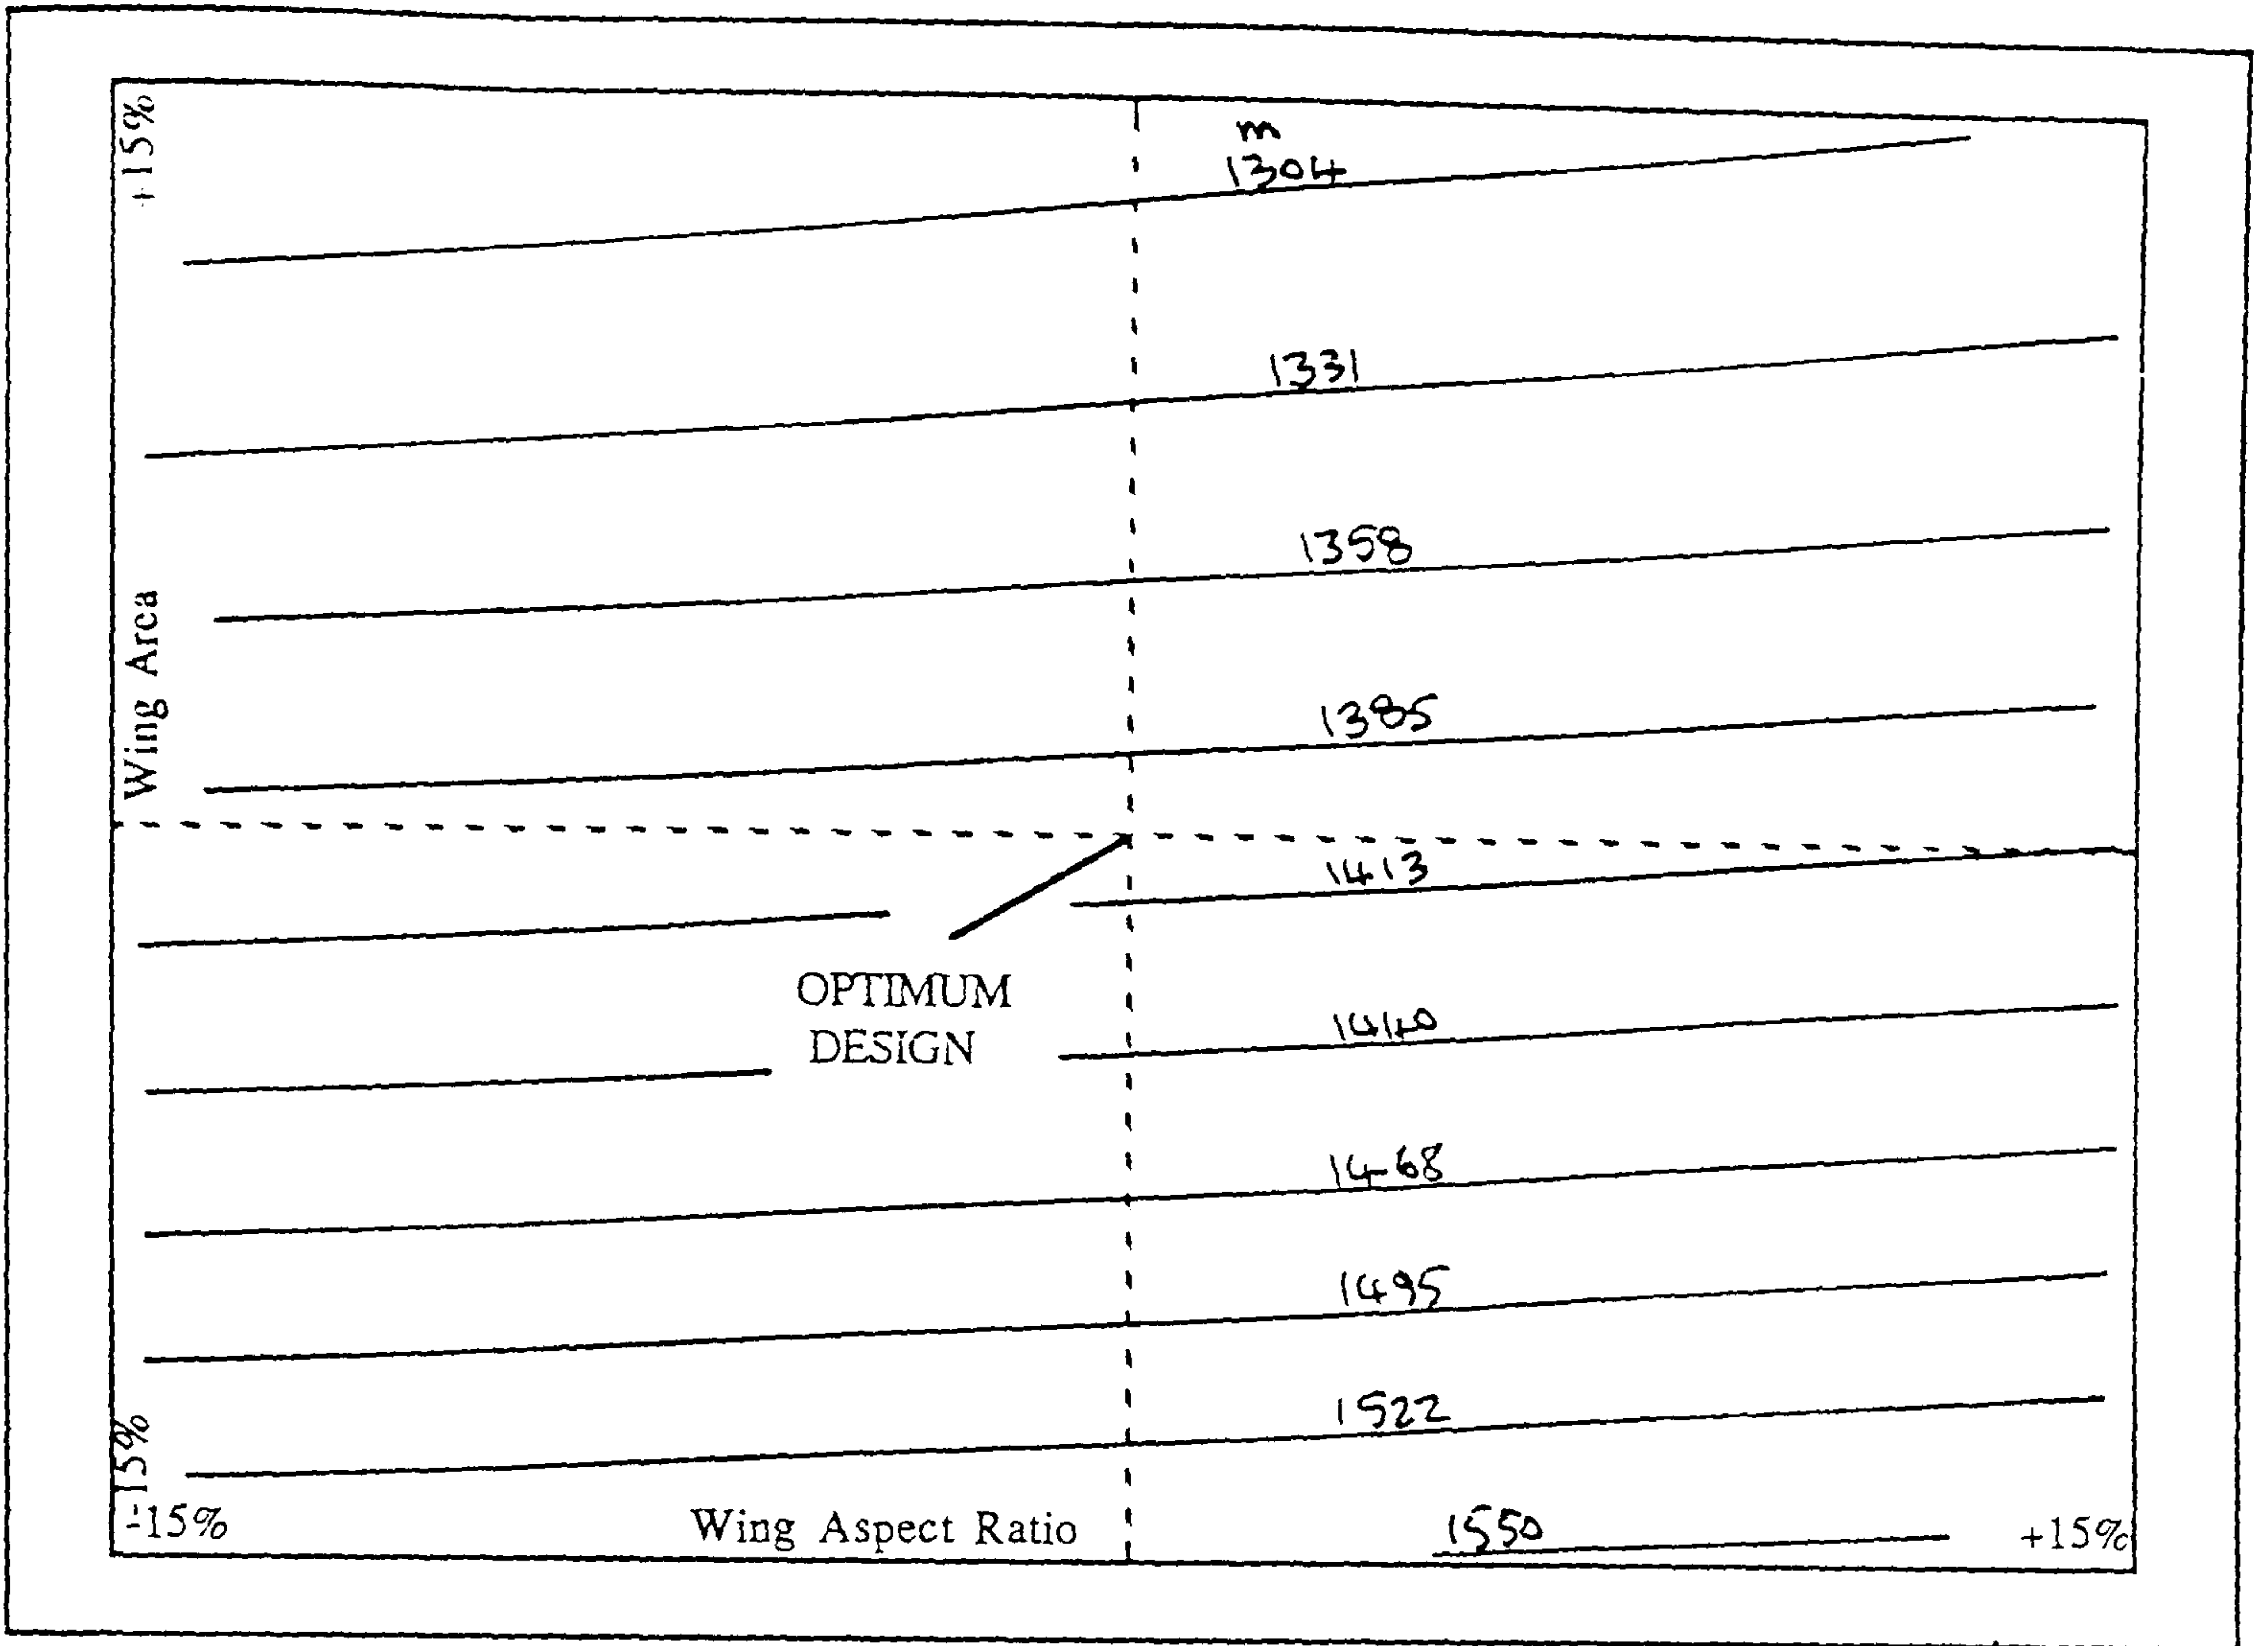 +15%
m
1304
1331
1358
Wing Area
1385
1413
OPTIMUM
DESIGN
1440
1468
1495
1522
-15%
-15%
Wing Aspect Ratio
1550
+15%